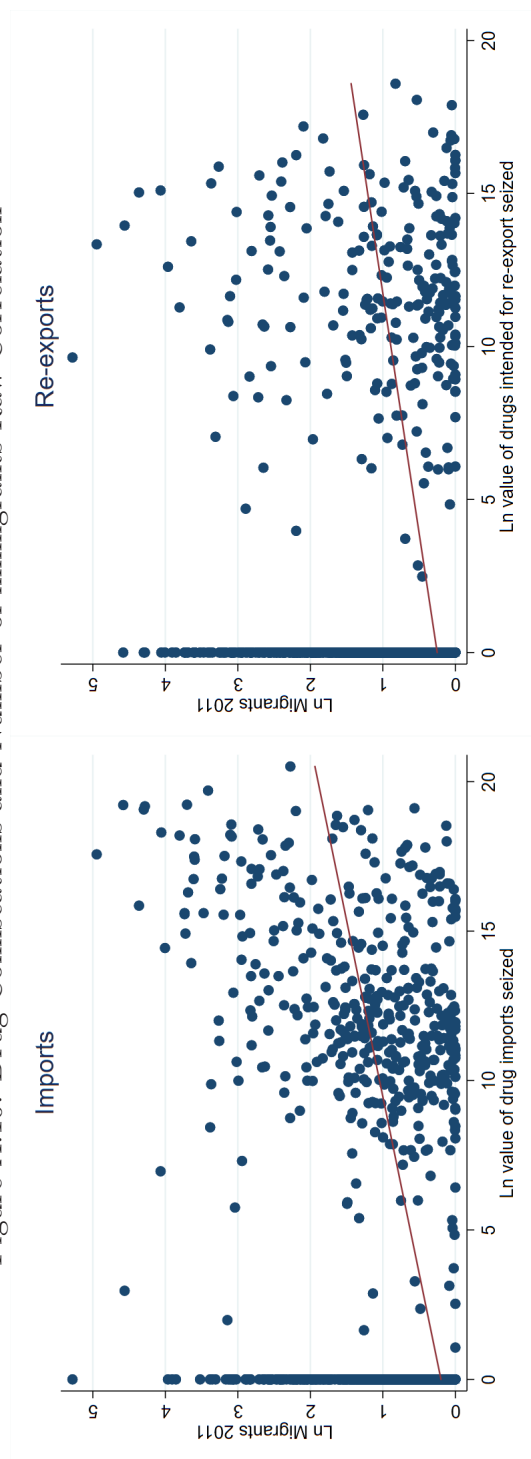 Imports
Ln Migrants 2011
5
4
3
2
1
0
0 5 10 15 20
Ln value of drug imports seized
Re-exports
Ln Migrants 2011
5
4
3
2
1
0
0 5 10 15 20
Ln value of drugs intended for re-export seized